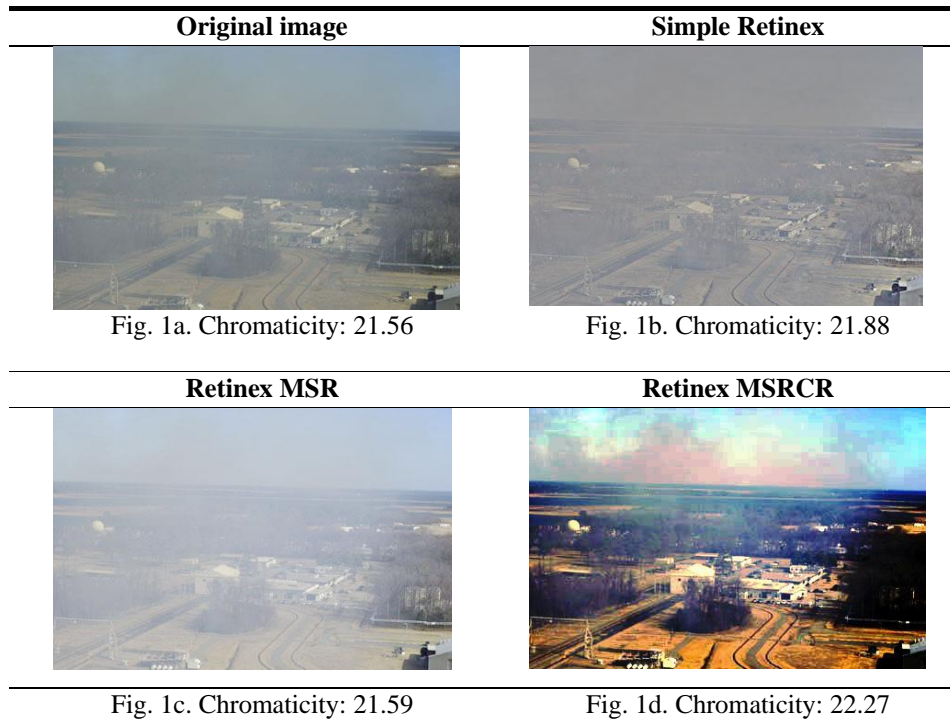 Original image
Simple Retinex
Fig. 1a. Chromaticity: 21.56
Fig. 1b. Chromaticity: 21.88
Retinex MSR
Retinex MSRCR
Fig. 1c. Chromaticity: 21.59
Fig. 1d. Chromaticity: 22.27